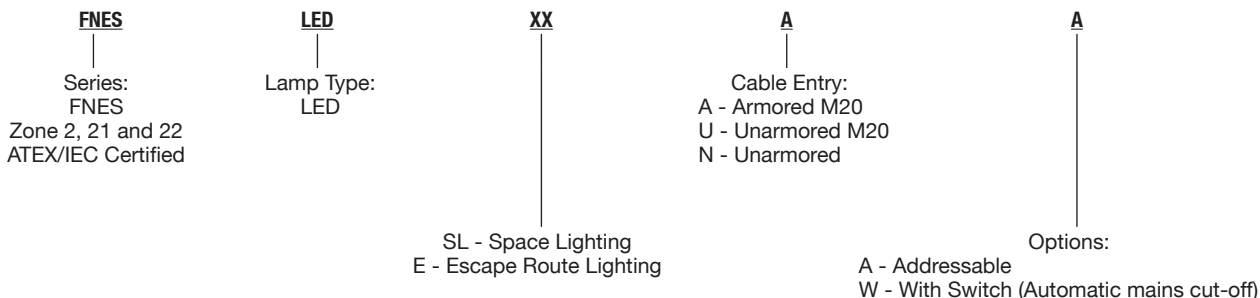 FNES LED XX A A
Series:
FNES
Zone 2, 21 and 22
ATEX/IEC Certified
Lamp Type:
LED
Cable Entry:
A - Armored M20
U - Unarmored M20
N - Unarmored
SL - Space Lighting
E - Escape Route Lighting
Options:
A - Addressable
W - With Switch (Automatic mains cut-off)